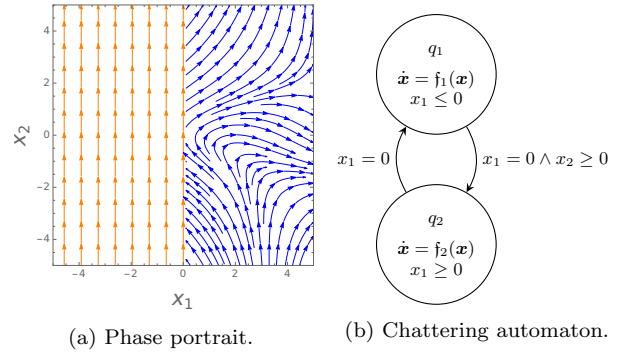 4
2
0
−2
−4
x₂
−4
−2
0
2
4
x₁
(a) Phase portrait.
q₁
ẋ = 𝔣₁(x)
x₁ ≤ 0
x₁ = 0
x₁ = 0 ∧ x₂ ≥ 0
q₂
ẋ = 𝔣₂(x)
x₁ ≥ 0
(b) Chattering automaton.